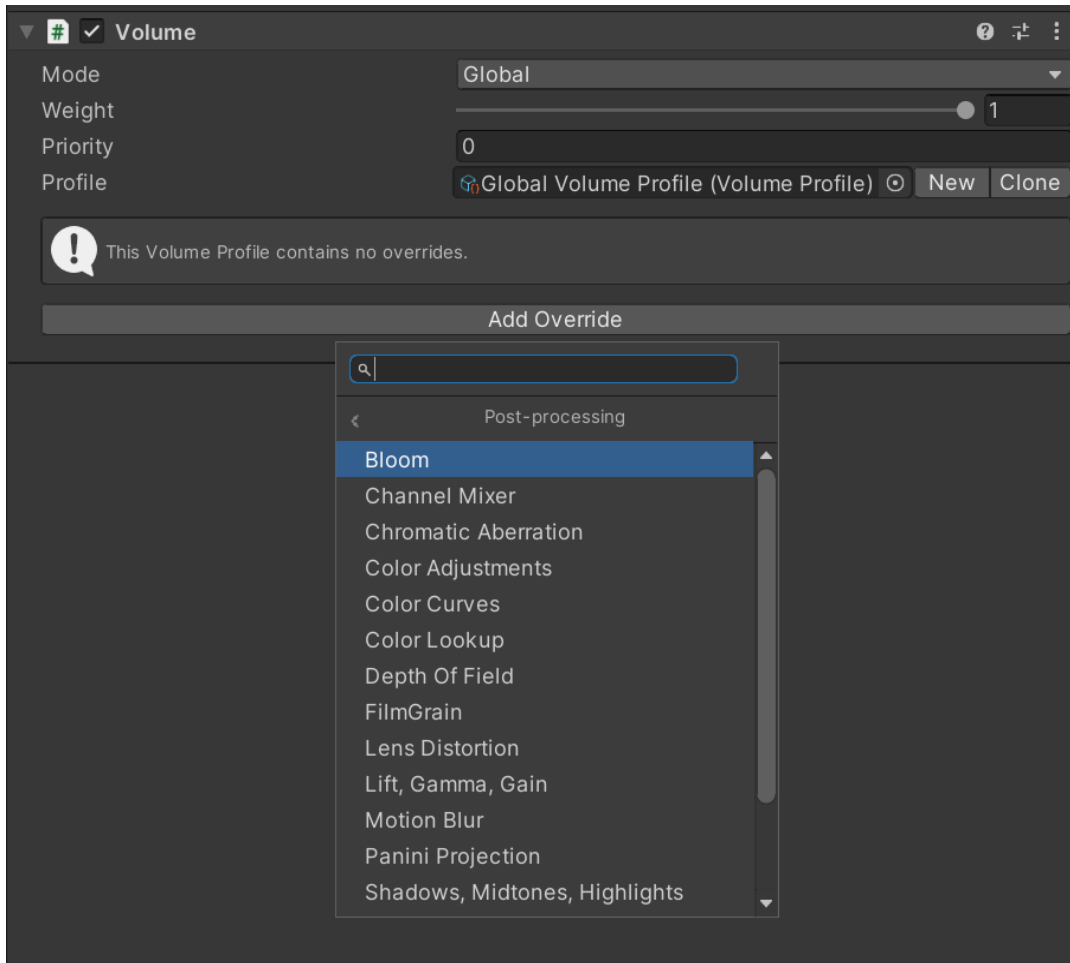 Volume
Mode Global
Weight 1
Priority 0
Profile Global Volume Profile (Volume Profile) New Clone
This Volume Profile contains no overrides.
Add Override
Post-processing
Bloom
Channel Mixer
Chromatic Aberration
Color Adjustments
Color Curves
Color Lookup
Depth Of Field
FilmGrain
Lens Distortion
Lift, Gamma, Gain
Motion Blur
Panini Projection
Shadows, Midtones, Highlights